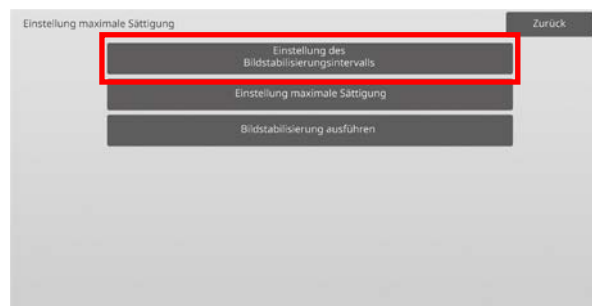 Einstellung maximale Sättigung
Zurück
Einstellung des
Bildstabilisierungsintervalls
Einstellung maximale Sättigung
Bildstabilisierung ausführen